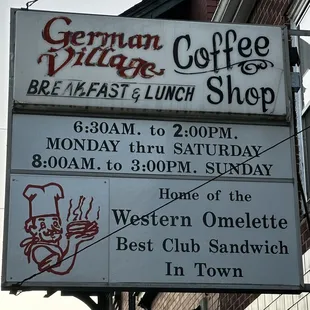 German Coffee
Village Shop
BREAKFAST & LUNCH
6:30AM. to 2:00PM.
MONDAY thru SATURDAY
8:00AM. to 3:00PM. SUNDAY
Home of the
Western Omelette
Best Club Sandwich
In Town